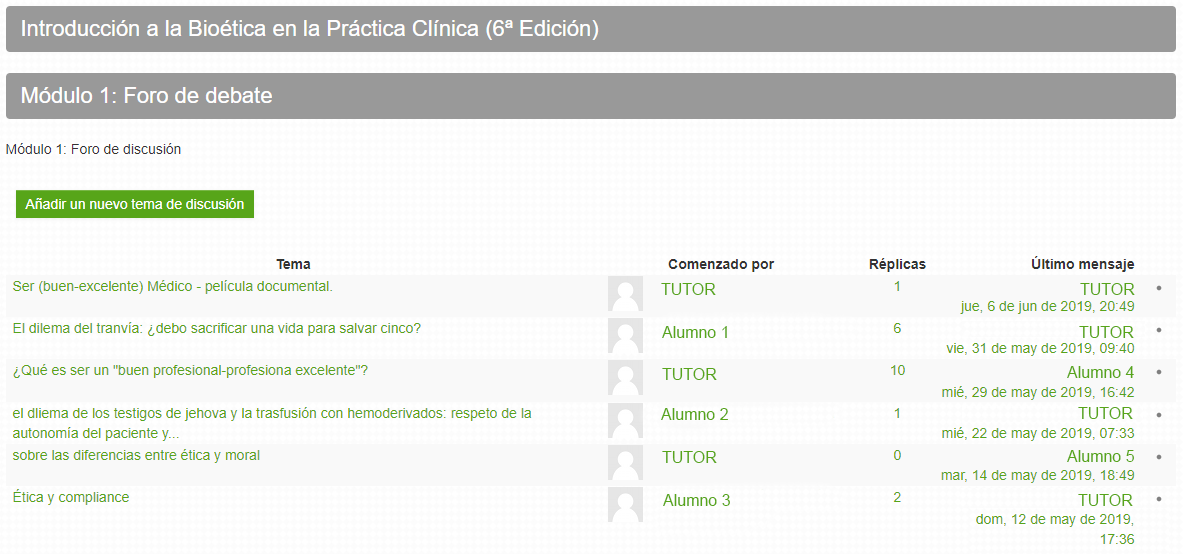 Introducción a la Bioética en la Práctica Clínica (6ª Edición)
Módulo 1: Foro de debate
Módulo 1: Foro de discusión
Añadir un nuevo tema de discusión
Tema Comenzado por Réplicas Último mensaje
Ser (buen-excelente) Médico - película documental. TUTOR 1 TUTOR
jue, 6 de jun de 2019, 20:49
El dilema del tranvía: ¿debo sacrificar una vida para salvar cinco? Alumno 1 6 TUTOR
vie, 31 de may de 2019, 09:40
¿Qué es ser un "buen profesional-profesiona excelente"? TUTOR 10 Alumno 4
mié, 29 de may de 2019, 16:42
el dliema de los testigos de jehova y la trasfusión con hemoderivados: respeto de la Alumno 2 1 TUTOR
autonomía del paciente y... mié, 22 de may de 2019, 07:33
sobre las diferencias entre ética y moral TUTOR 0 Alumno 5
mar, 14 de may de 2019, 18:49
Ética y compliance Alumno 3 2 TUTOR
dom, 12 de may de 2019,
17:36